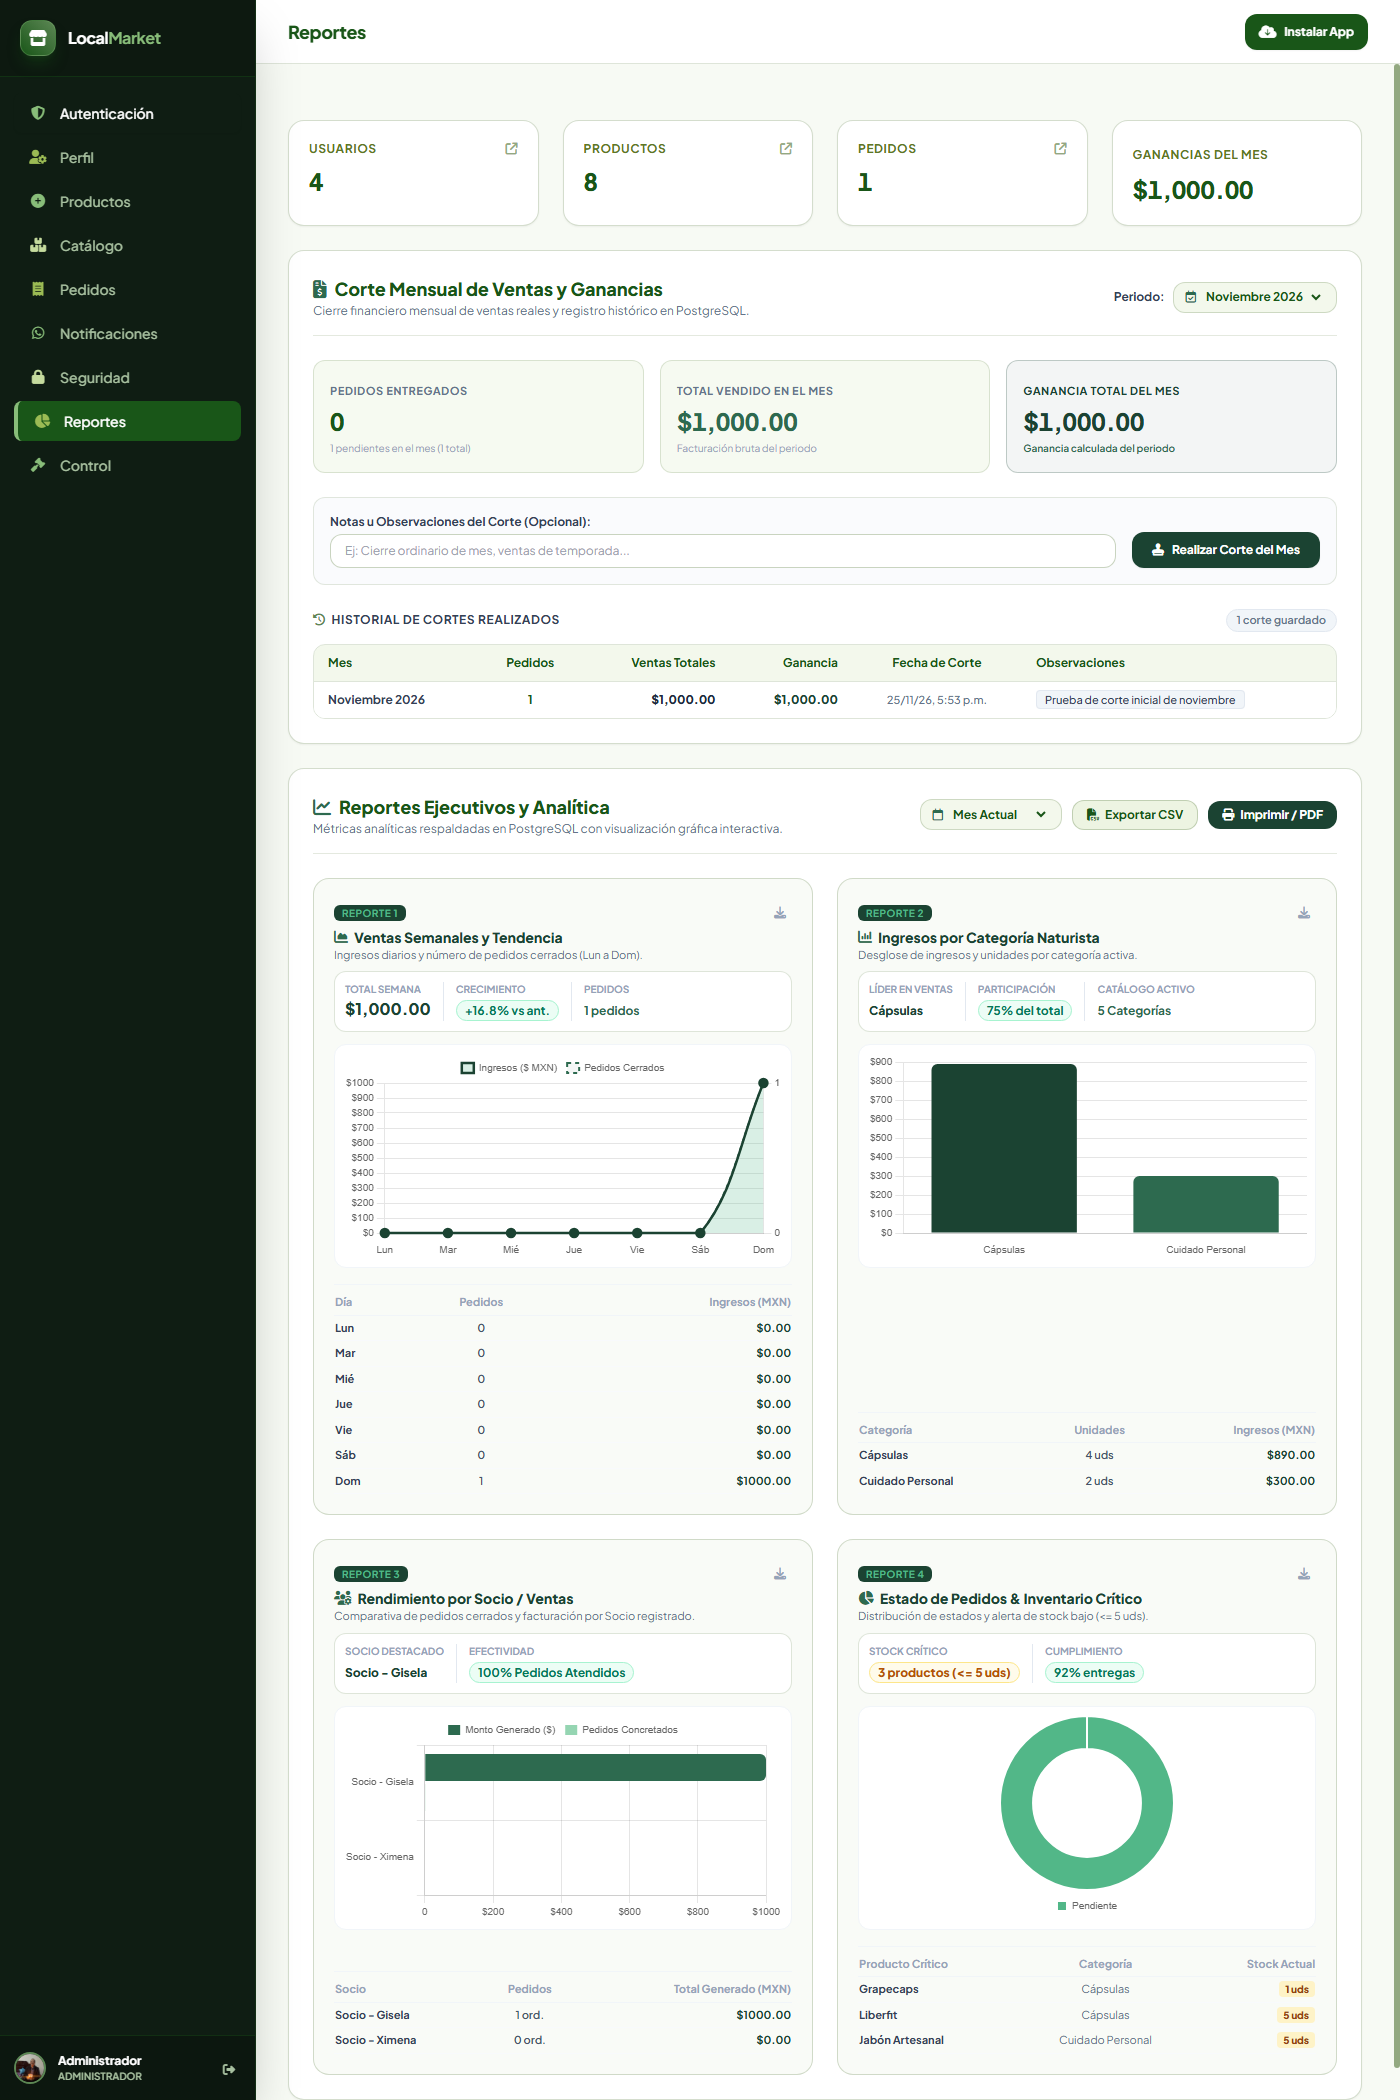 LocalMarket
Reportes
Instalar App
Autenticación
Perfil
Productos
Catálogo
Pedidos
Notificaciones
Seguridad
Reportes
Control
USUARIOS
4
PRODUCTOS
8
PEDIDOS
1
GANANCIAS DEL MES
$1,000.00
Corte Mensual de Ventas y Ganancias
Cierre financiero mensual de ventas reales y registro histórico en PostgreSQL.
Periodo: Noviembre 2026
PEDIDOS ENTREGADOS
0
1 pendientes en el mes (1 total)
TOTAL VENDIDO EN EL MES
$1,000.00
Facturación bruta del periodo
GANANCIA TOTAL DEL MES
$1,000.00
Ganancia calculada del periodo
Notas u Observaciones del Corte (Opcional):
Ej: Cierre ordinario de mes, ventas de temporada...
Realizar Corte del Mes
HISTORIAL DE CORTES REALIZADOS
1 corte guardado
Mes Pedidos Ventas Totales Ganancia Fecha de Corte Observaciones
Noviembre 2026 1 $1,000.00 $1,000.00 25/11/26, 5:53 p.m. Prueba de corte inicial de noviembre
Reportes Ejecutivos y Analítica
Métricas analíticas respaldadas en PostgreSQL con visualización gráfica interactiva.
Mes Actual
Exportar CSV
Imprimir / PDF
REPORTE 1
Ventas Semanales y Tendencia
Ingresos diarios y número de pedidos cerrados (Lun a Dom).
TOTAL SEMANA CRECIMIENTO PEDIDOS
$1,000.00 +16.8% vs ant. 1 pedidos
Ingresos ($ MXN) Pedidos Cerrados
$1000 1
$900
$800
$700
$600
$500
$400
$300
$200
$100
$0 0
Lun Mar Mié Jue Vie Sáb Dom
Día Pedidos Ingresos (MXN)
Lun 0 $0.00
Mar 0 $0.00
Mié 0 $0.00
Jue 0 $0.00
Vie 0 $0.00
Sáb 0 $0.00
Dom 1 $1000.00
REPORTE 2
Ingresos por Categoría Naturista
Desglose de ingresos y unidades por categoría activa.
LÍDER EN VENTAS PARTICIPACIÓN CATÁLOGO ACTIVO
Cápsulas 75% del total 5 Categorías
$900
$800
$700
$600
$500
$400
$300
$200
$100
$0
Cápsulas Cuidado Personal
Categoría Unidades Ingresos (MXN)
Cápsulas 4 uds $890.00
Cuidado Personal 2 uds $300.00
REPORTE 3
Rendimiento por Socio / Ventas
Comparativa de pedidos cerrados y facturación por Socio registrado.
SOCIO DESTACADO EFECTIVIDAD
Socio - Gisela 100% Pedidos Atendidos
Monto Generado ($) Pedidos Concretados
Socio - Gisela
Socio - Ximena
0 $200 $400 $600 $800 $1000
Socio Pedidos Total Generado (MXN)
Socio - Gisela 1 ord. $1000.00
Socio - Ximena 0 ord. $0.00
REPORTE 4
Estado de Pedidos & Inventario Crítico
Distribución de estados y alerta de stock bajo (<= 5 uds).
STOCK CRÍTICO CUMPLIMIENTO
3 productos (<= 5 uds) 92% entregas
Pendiente
Producto Crítico Categoría Stock Actual
Grapecaps Cápsulas 1 uds
Liberfit Cápsulas 5 uds
Jabón Artesanal Cuidado Personal 5 uds
Administrador
ADMINISTRADOR